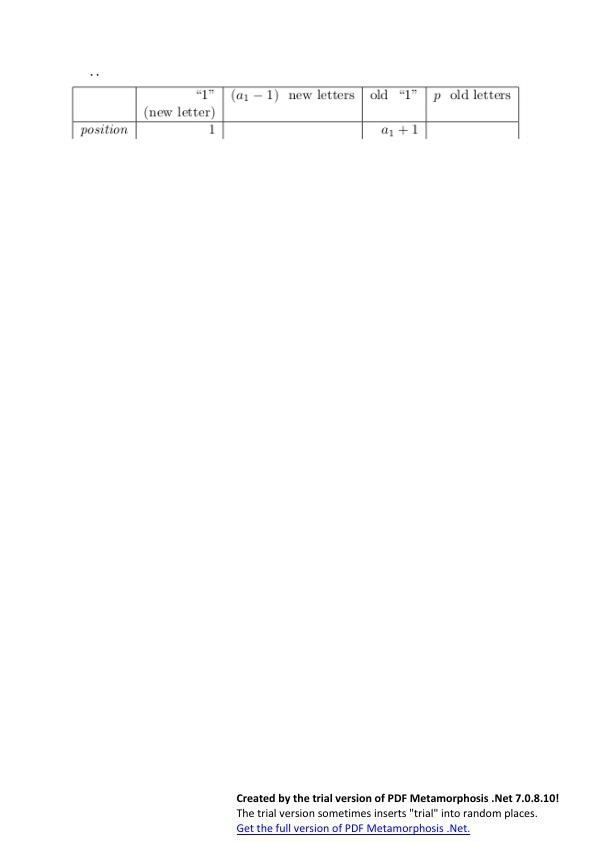 “1” (a₁ − 1) new letters old “1” p old letters
(new letter)
position 1 a₁ + 1
Created by the trial version of PDF Metamorphosis .Net 7.0.8.10!
The trial version sometimes inserts "trial" into random places.
Get the full version of PDF Metamorphosis .Net.